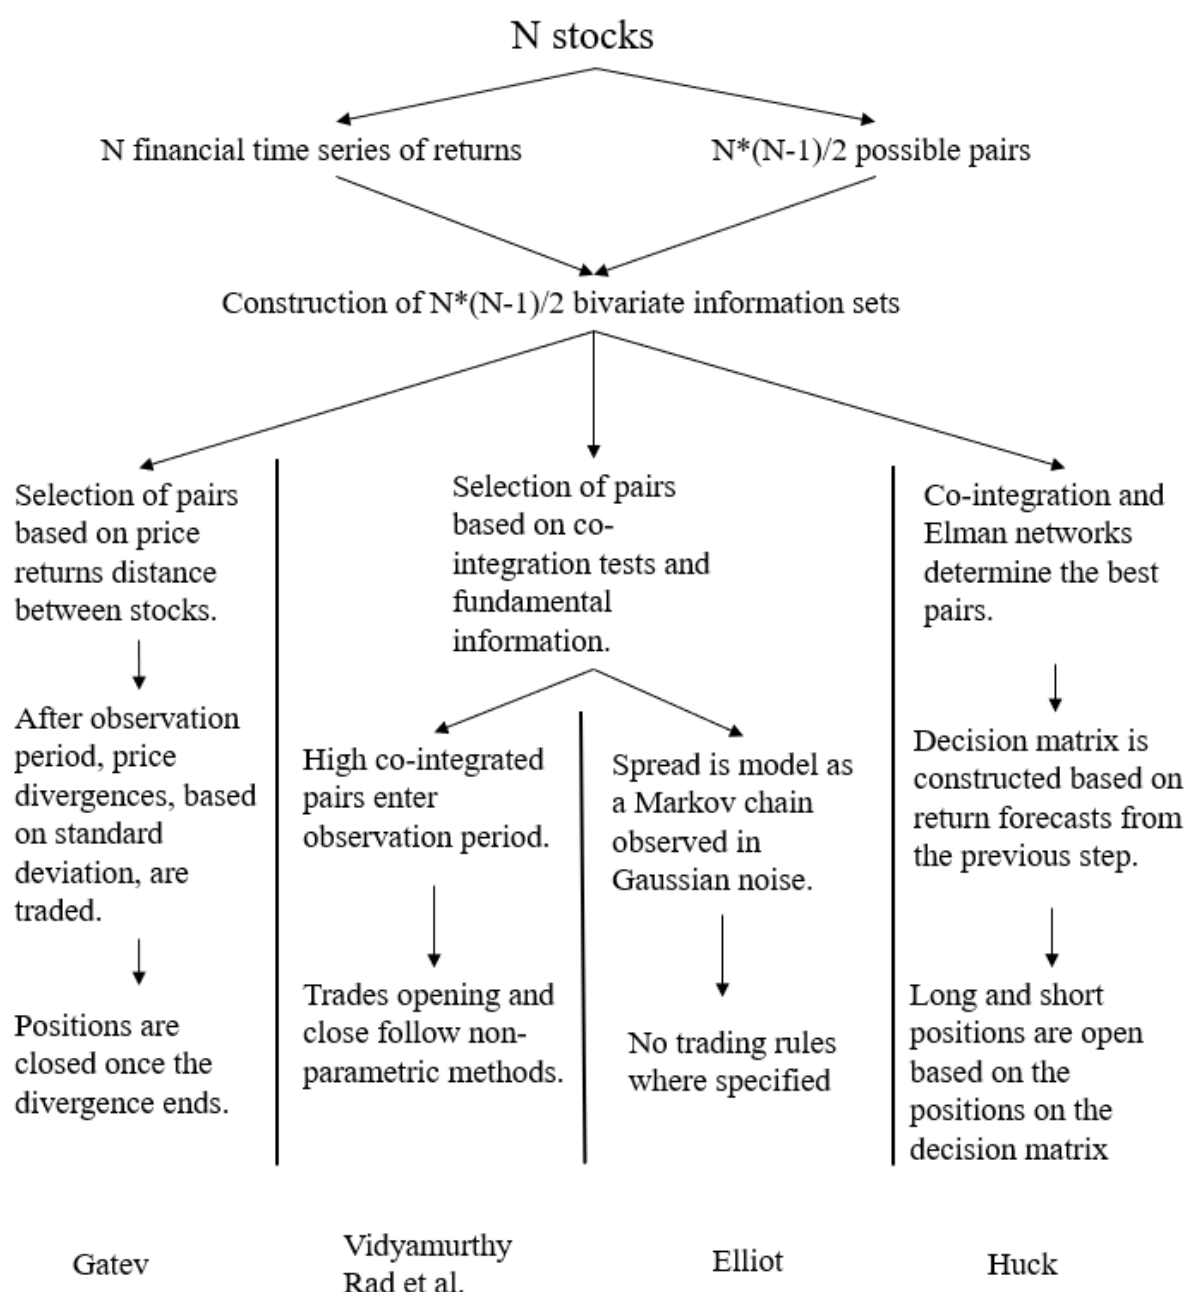 N stocks
N financial time series of returns
N*(N-1)/2 possible pairs
Construction of N*(N-1)/2 bivariate information sets
Selection of pairs
based on price
returns distance
between stocks.
After observation
period, price
divergences, based
on standard
deviation, are
traded.
Positions are
closed once the
divergence ends.
Selection of pairs
based on co-
integration tests and
fundamental
information.
High co-integrated
pairs enter
observation period.
Trades opening and
close follow non-
parametric methods.
Spread is model as
a Markov chain
observed in
Gaussian noise.
No trading rules
where specified
Co-integration and
Elman networks
determine the best
pairs.
Decision matrix is
constructed based on
return forecasts from
the previous step.
Long and short
positions are open
based on the
positions on the
decision matrix
Gatev
Vidyamurthy
Rad et al.
Elliot
Huck